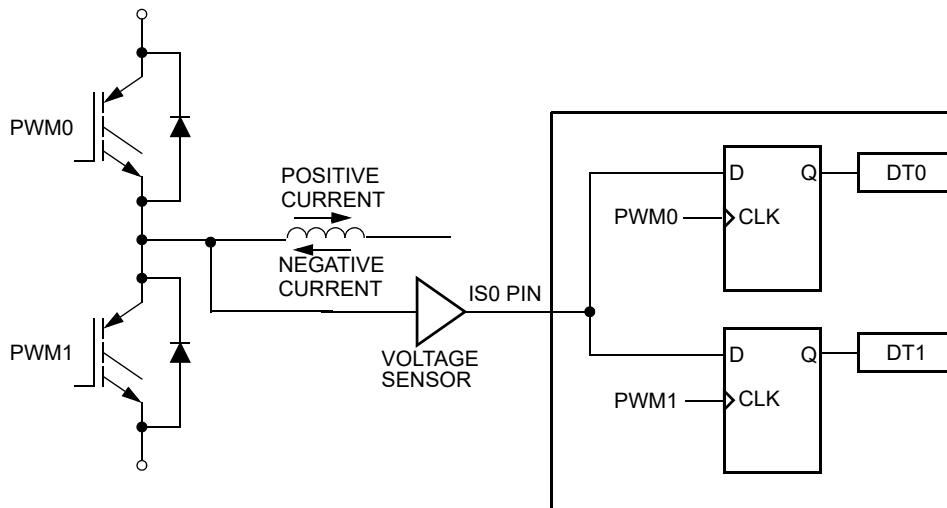 PWM0
POSITIVE
CURRENT
NEGATIVE
CURRENT
PWM1
VOLTAGE
SENSOR
IS0 PIN
D
Q
DT0
PWM0
CLK
D
Q
DT1
PWM1
CLK